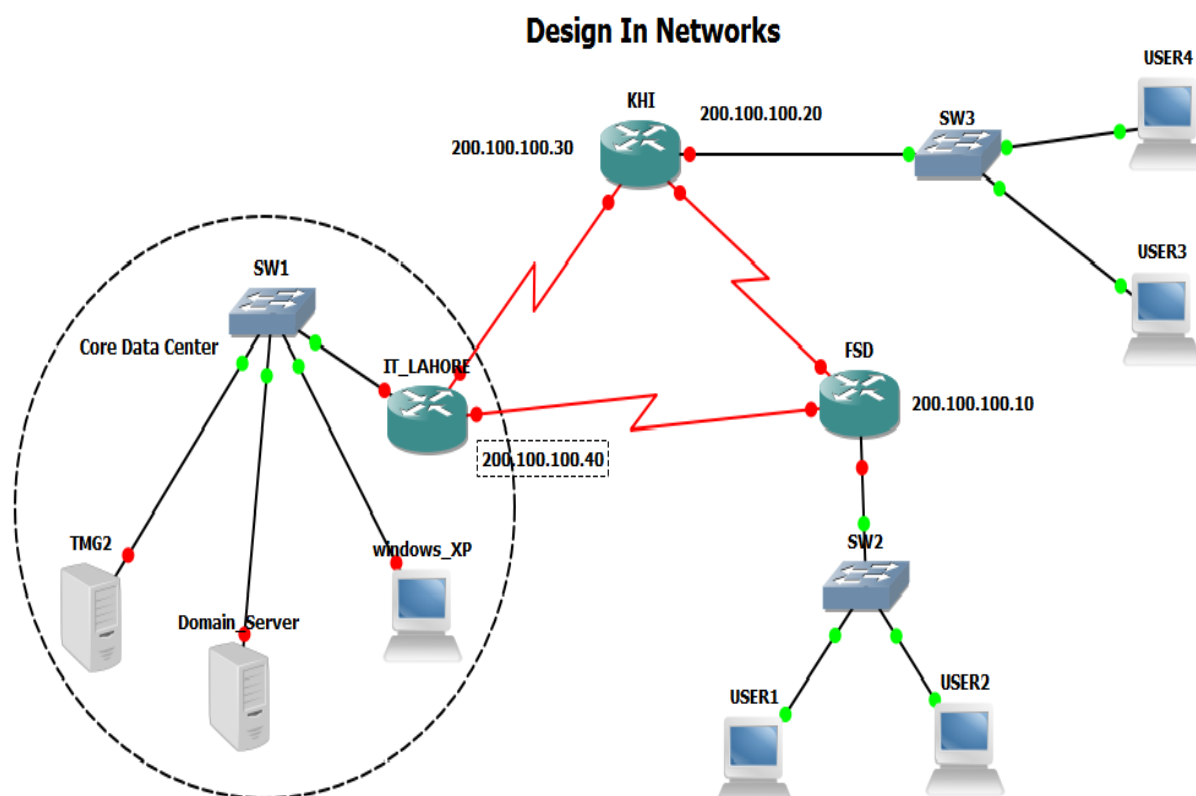 Design In Networks
USER4
KHI
200.100.100.20
SW3
200.100.100.30
USER3
SW1
Core Data Center
IT_LAHORE
FSD
200.100.100.10
200.100.100.40
TMG2
windows_XP
SW2
Domain_Server
USER1
USER2